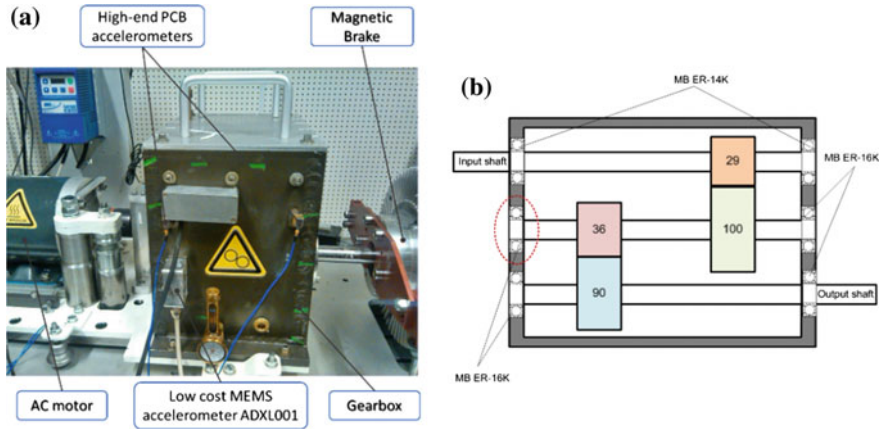 (a)
High-end PCB
accelerometers
Magnetic
Brake
AC motor
Low cost MEMS
accelerometer ADXL001
Gearbox
(b)
MB ER-14K
Input shaft
29
MB ER-16K
36
100
90
Output shaft
MB ER-16K